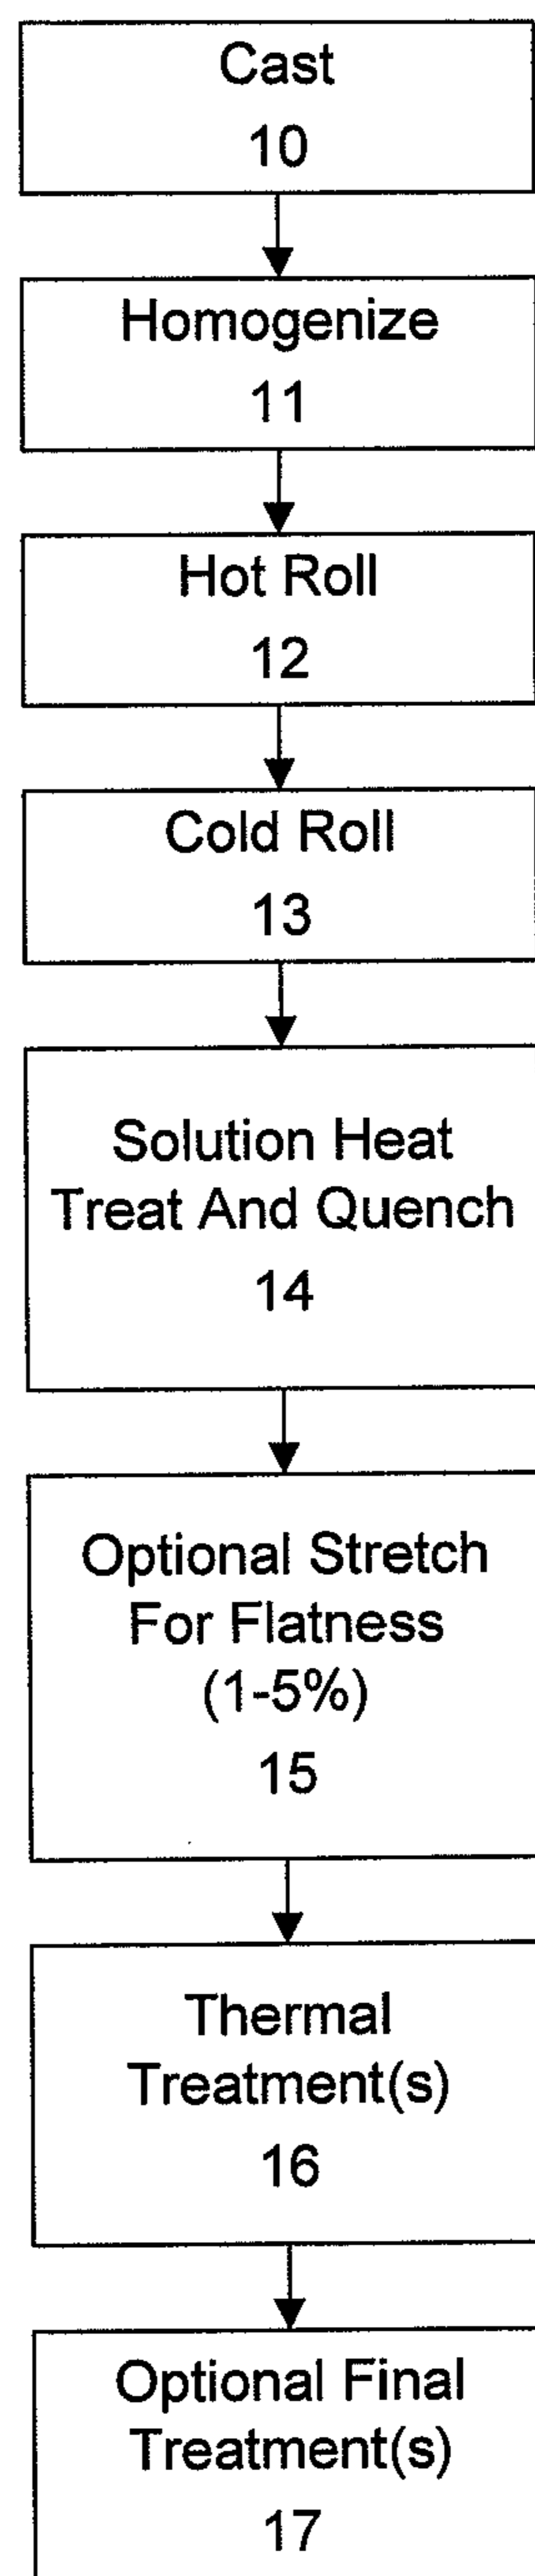 Cast
10
Homogenize
11
Hot Roll
12
Cold Roll
13
Solution Heat
Treat And Quench
14
Optional Stretch
For Flatness
(1-5%)
15
Thermal
Treatment(s)
16
Optional Final
Treatment(s)
17